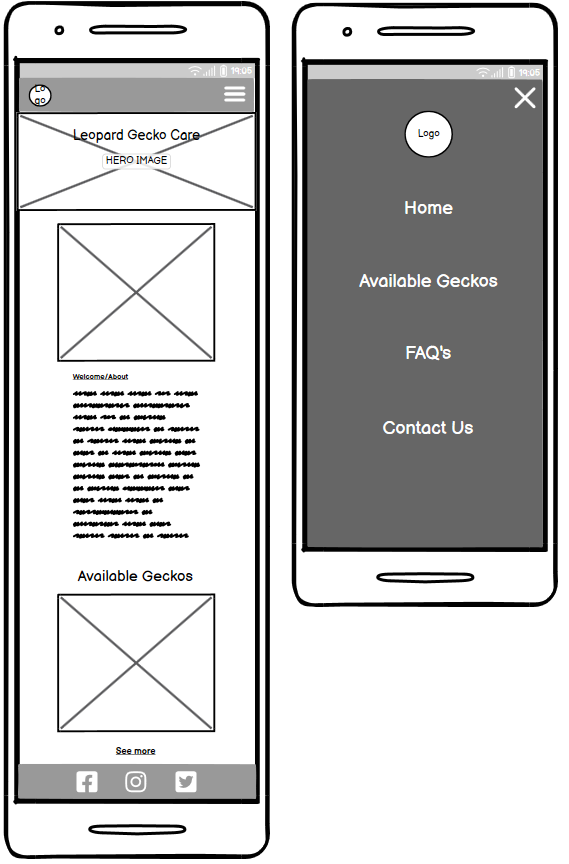 19:05
Lo
go
Leopard Gecko Care
HERO IMAGE
Welcome/About
Available Geckos
See more
19:05
Logo
Home
Available Geckos
FAQ's
Contact Us